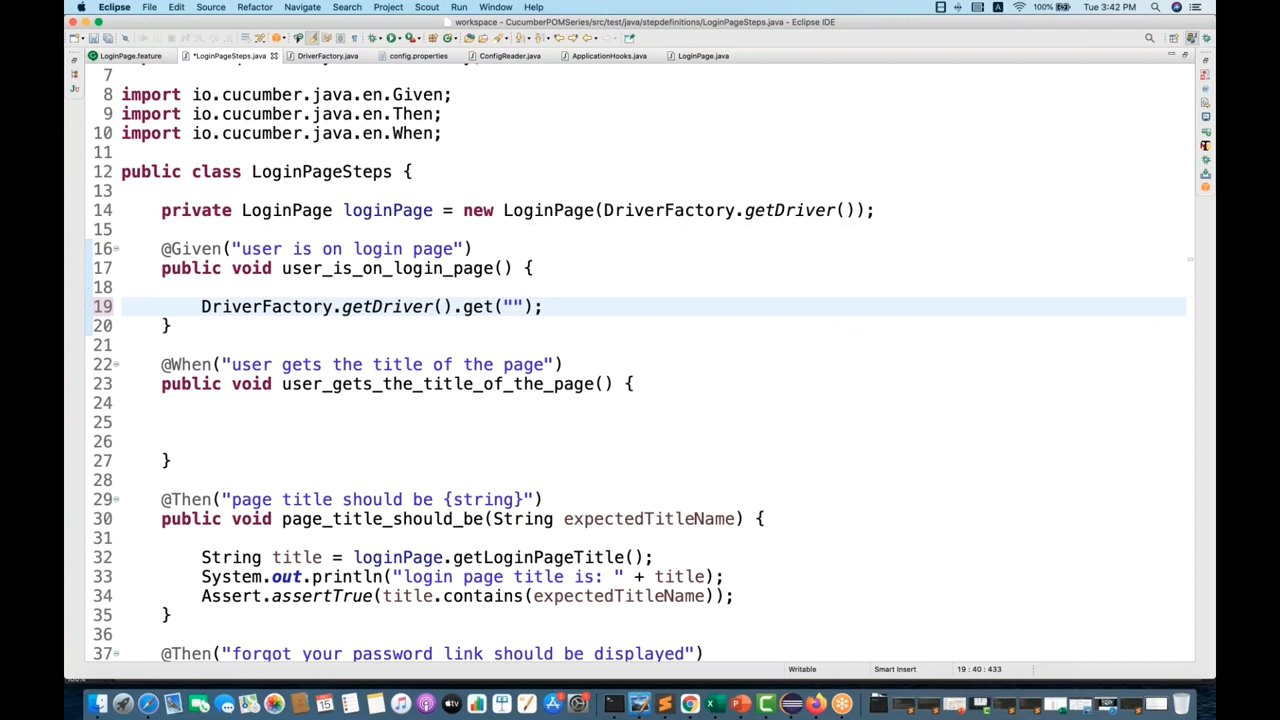 Eclipse File Edit Source Refactor Navigate Search Project Scout Run Window Help 100% Tue 3:42 PM
workspace - CucumberPOMSeries/src/test/java/stepdefinitions/LoginPageSteps.java - Eclipse IDE
LoginPage.feature *LoginPageSteps.java DriverFactory.java config.properties ConfigReader.java ApplicationHooks.java LoginPage.java
7
8 import io.cucumber.java.en.Given;
9 import io.cucumber.java.en.Then;
10 import io.cucumber.java.en.When;
11
12 public class LoginPageSteps {
13
14 private LoginPage loginPage = new LoginPage(DriverFactory.getDriver());
15
16 @Given("user is on login page")
17 public void user_is_on_login_page() {
18
19 DriverFactory.getDriver().get("");
20 }
21
22 @When("user gets the title of the page")
23 public void user_gets_the_title_of_the_page() {
24
25
26
27 }
28
29 @Then("page title should be {string}")
30 public void page_title_should_be(String expectedTitleName) {
31
32 String title = loginPage.getLoginPageTitle();
33 System.out.println("login page title is: " + title);
34 Assert.assertTrue(title.contains(expectedTitleName));
35 }
36
37 @Then("forgot your password link should be displayed")
Writable Smart Insert 19 : 40 : 433